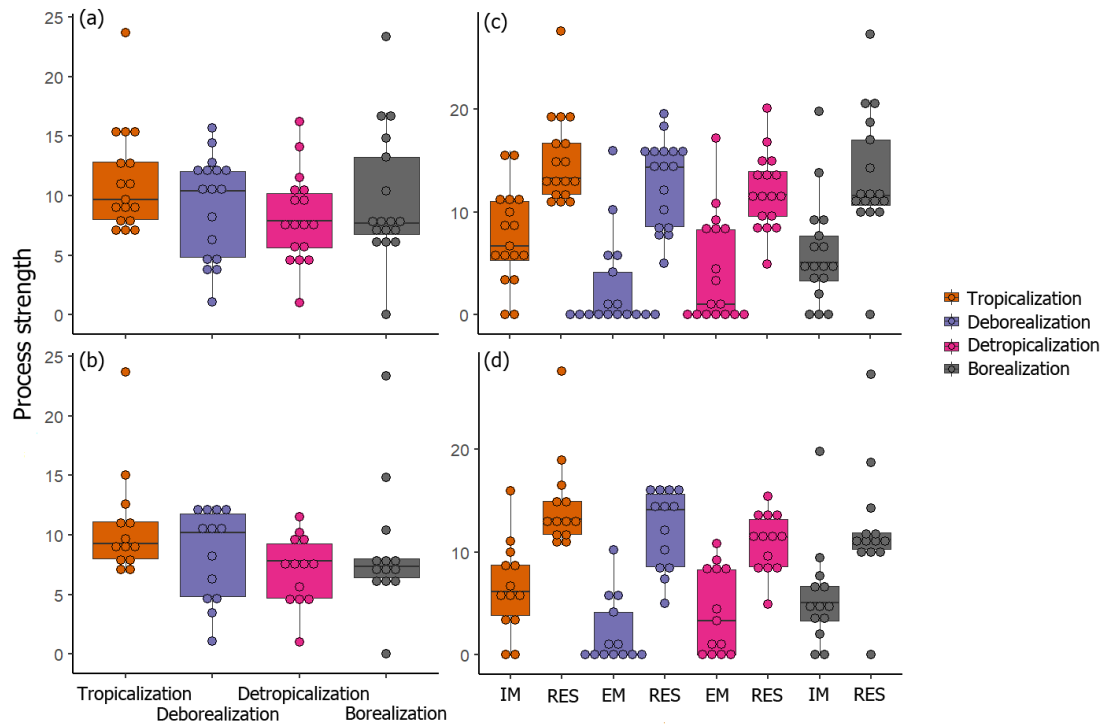 Process strength
(a)
25
20
15
10
5
0
(c)
20
10
0
Tropicalization
Deborealization
Detropicalization
Borealization
(b)
25
20
15
10
5
0
Tropicalization Detropicalization
Deborealization Borealization
(d)
20
10
0
IM RES EM RES EM RES IM RES